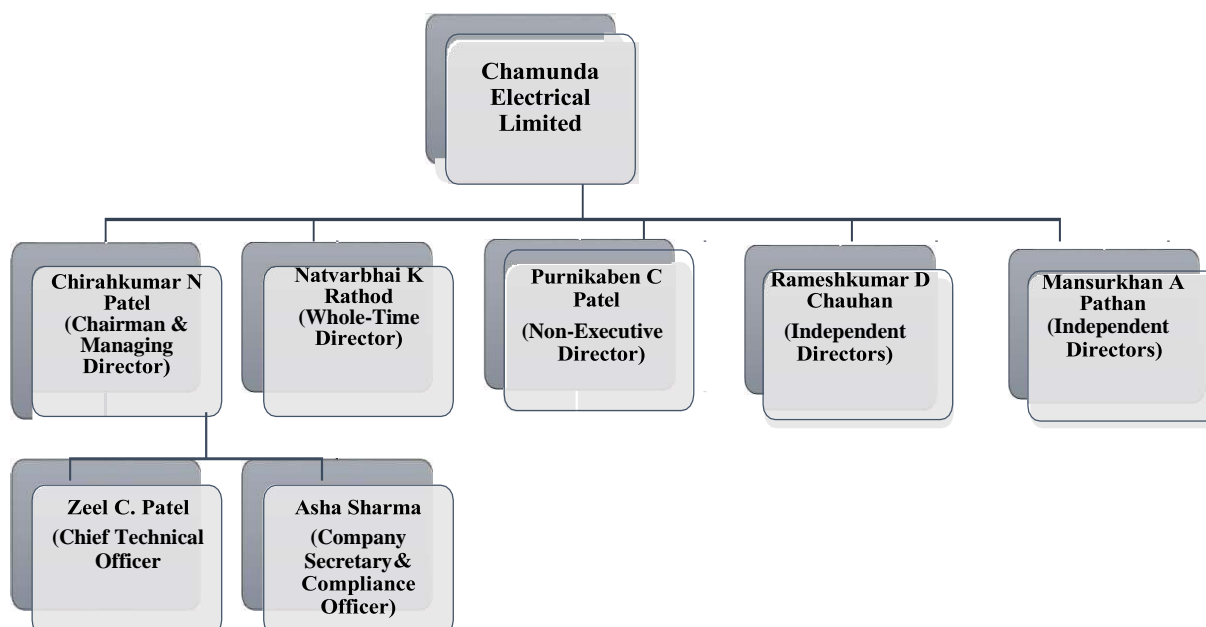 Chamunda
Electrical
Limited
Chirahkumar N
Patel
(Chairman &
Managing
Director)
Natvarbhai K
Rathod
(Whole-Time
Director)
Purnikaben C
Patel
(Non-Executive
Director)
Rameshkumar D
Chauhan
(Independent
Directors)
Mansurkhan A
Pathan
(Independent
Directors)
Zeel C. Patel
(Chief Technical
Officer
Asha Sharma
(Company
Secretary&
Compliance
Officer)